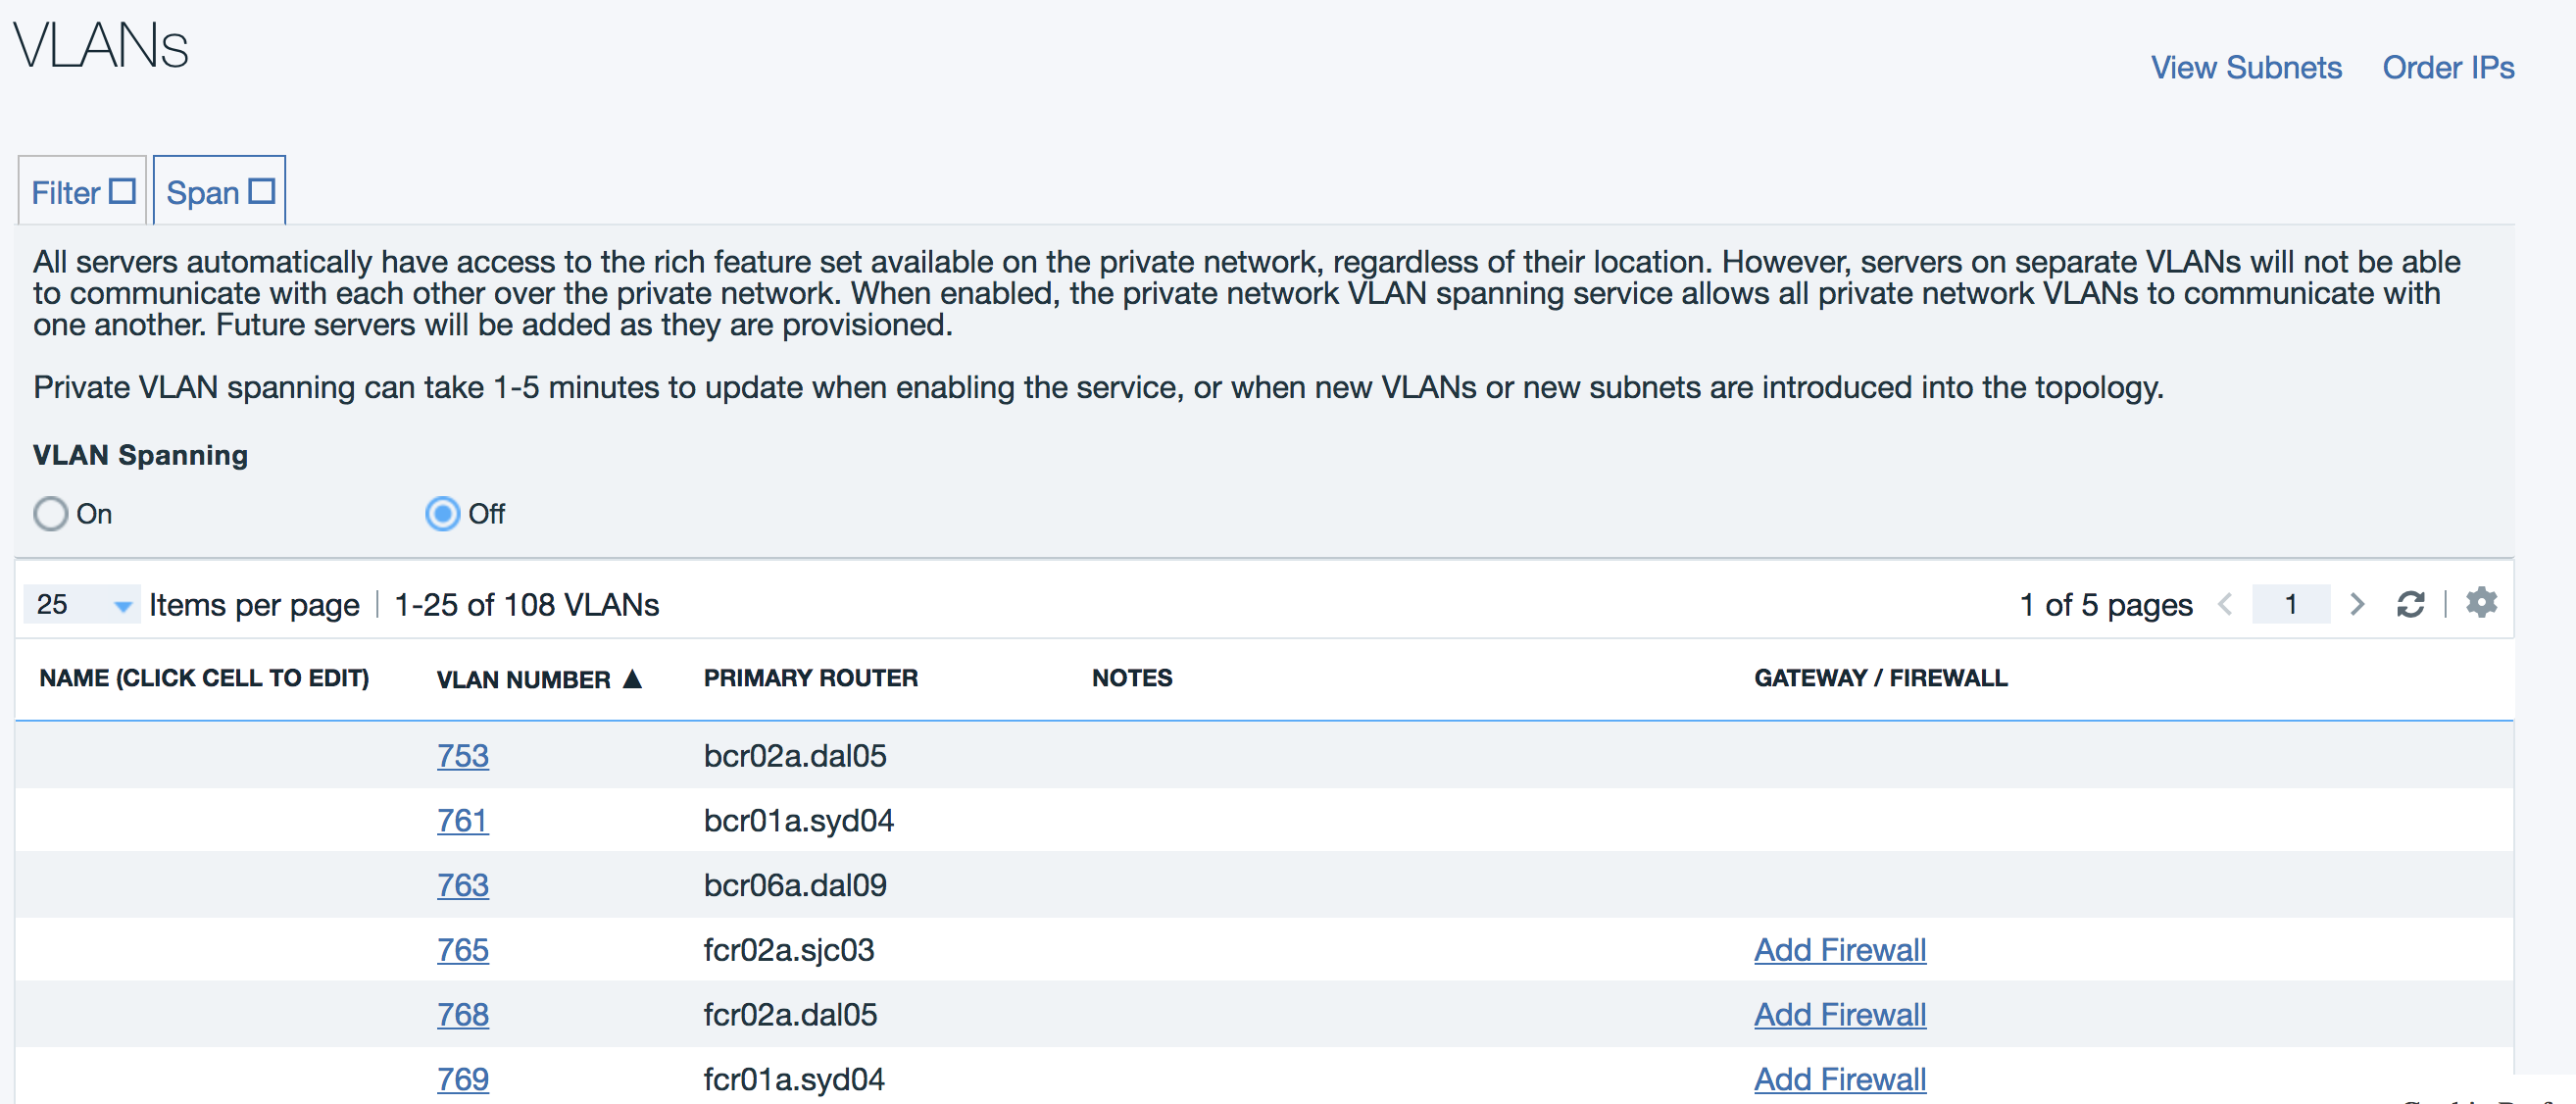 VLANs
View Subnets Order IPs
Filter Span
All servers automatically have access to the rich feature set available on the private network, regardless of their location. However, servers on separate VLANs will not be able
to communicate with each other over the private network. When enabled, the private network VLAN spanning service allows all private network VLANs to communicate with
one another. Future servers will be added as they are provisioned.
Private VLAN spanning can take 1-5 minutes to update when enabling the service, or when new VLANs or new subnets are introduced into the topology.
VLAN Spanning
On Off
25 Items per page | 1-25 of 108 VLANs 1 of 5 pages < 1 > |
NAME (CLICK CELL TO EDIT) VLAN NUMBER ▲ PRIMARY ROUTER NOTES GATEWAY / FIREWALL
753 bcr02a.dal05
761 bcr01a.syd04
763 bcr06a.dal09
765 fcr02a.sjc03 Add Firewall
768 fcr02a.dal05 Add Firewall
769 fcr01a.syd04 Add Firewall